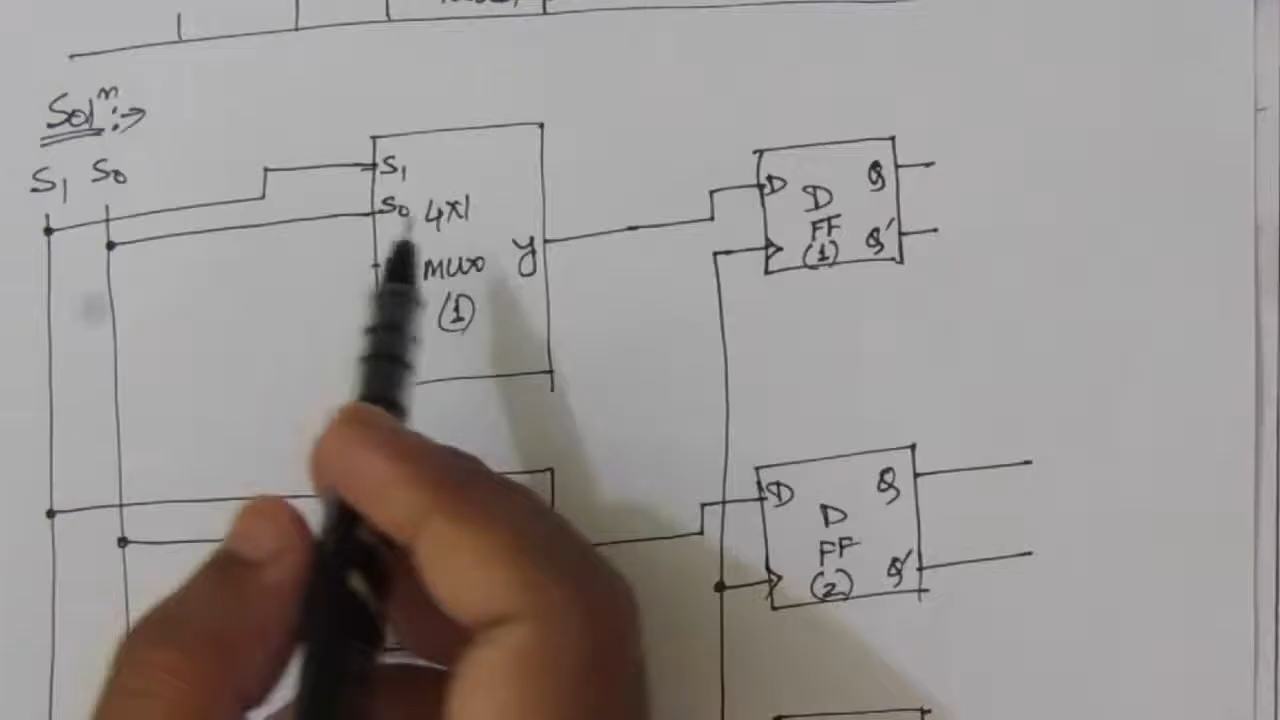 Solⁿ :→
S₁ S₀
S₁
S₀ 4x1
mux y
(1)
D D Q
FF
(1) Q'
D D Q
FF
(2) Q'